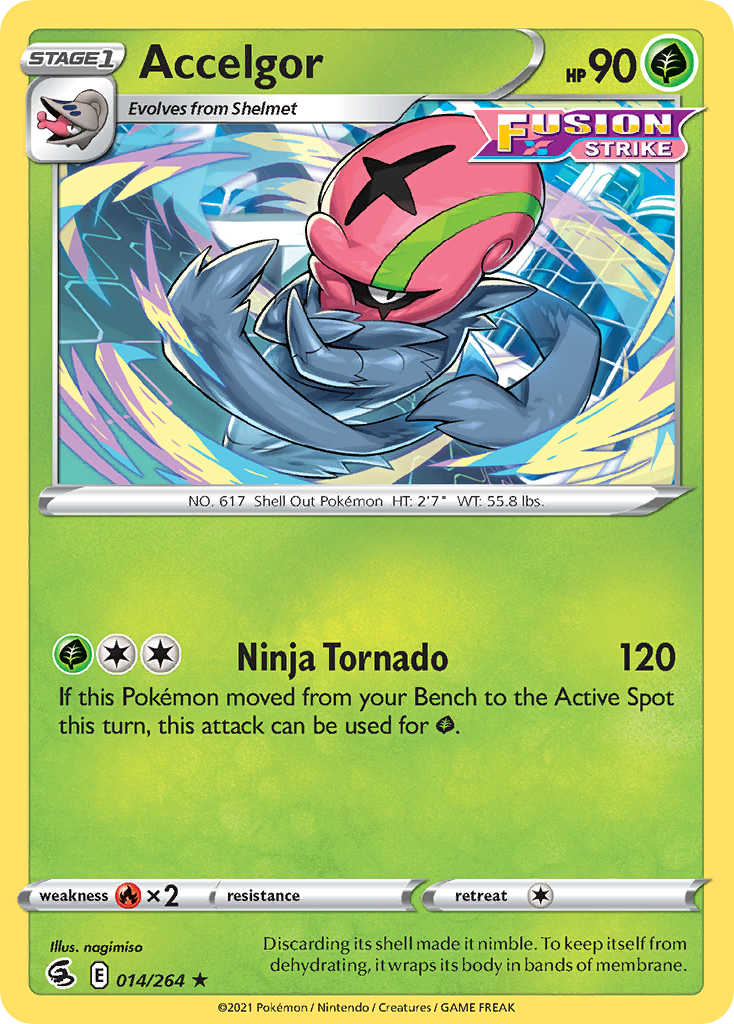 STAGE1 Accelgor HP 90
Evolves from Shelmet
FUSION
STRIKE
NO. 617 Shell Out Pokémon HT: 2'7" WT: 55.8 lbs.
Ninja Tornado 120
If this Pokémon moved from your Bench to the Active Spot
this turn, this attack can be used for .
weakness ×2 resistance retreat
Illus. nagimiso
Discarding its shell made it nimble. To keep itself from
dehydrating, it wraps its body in bands of membrane.
E 014/264 ★
©2021 Pokémon / Nintendo / Creatures / GAME FREAK